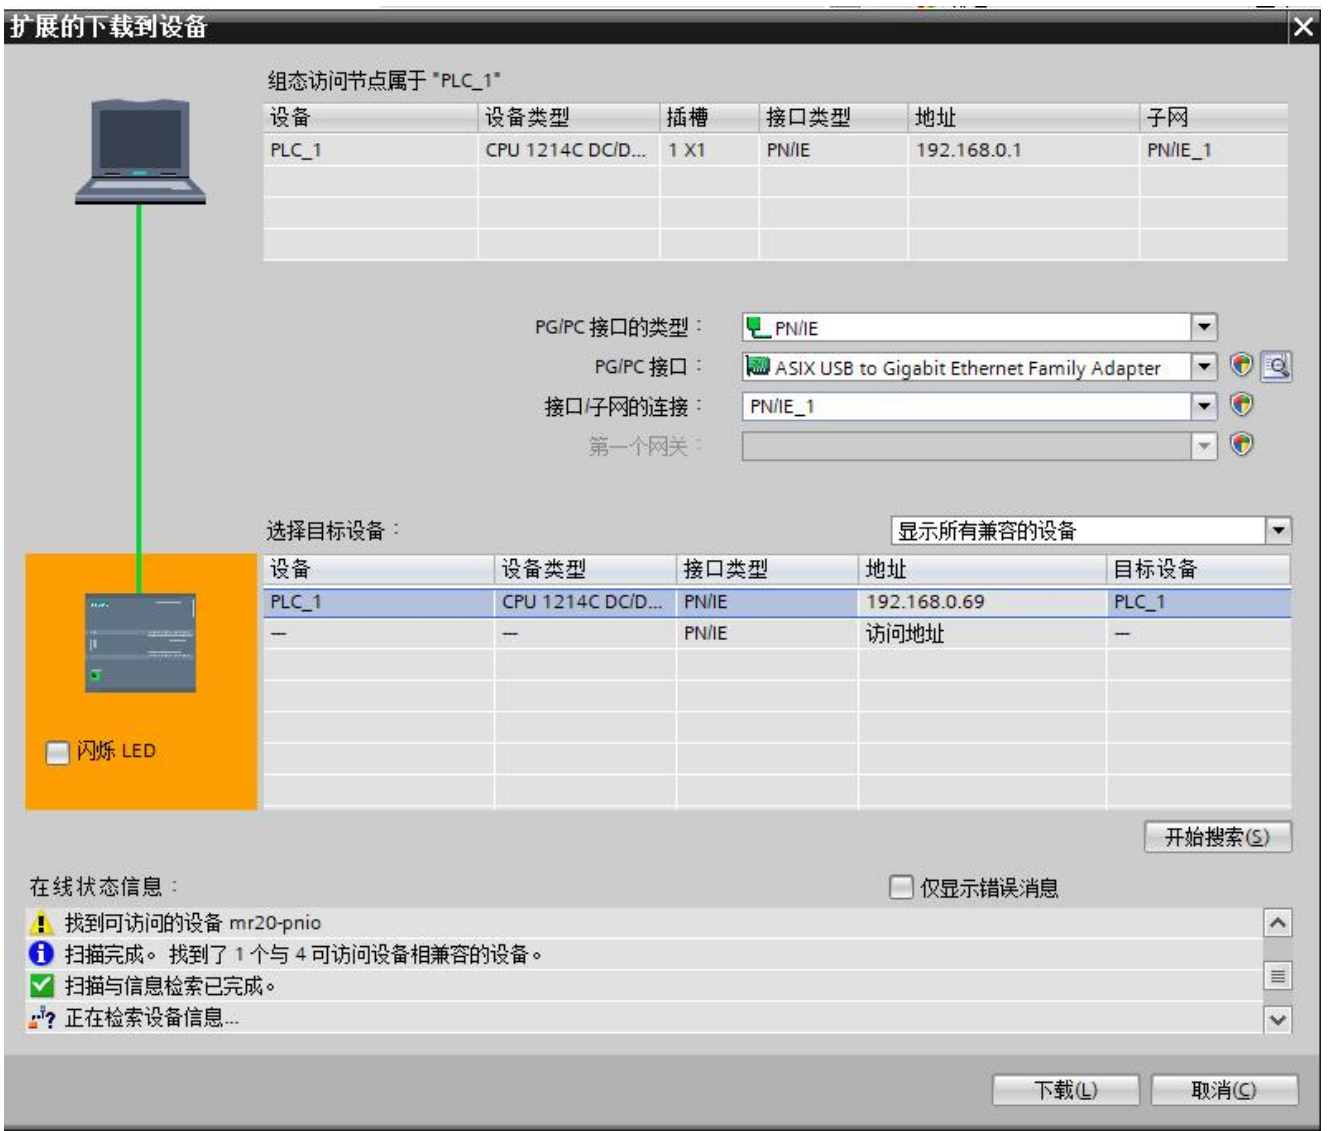 扩展的下载到设备
组态访问节点属于 "PLC_1"
设备 设备类型 插槽 接口类型 地址 子网
PLC_1 CPU 1214C DC/D... 1 X1 PN/IE 192.168.0.1 PN/IE_1
PG/PC 接口的类型： PN/IE
PG/PC 接口： ASIX USB to Gigabit Ethernet Family Adapter
接口/子网的连接： PN/IE_1
第一个网关：
选择目标设备： 显示所有兼容的设备
设备 设备类型 接口类型 地址 目标设备
PLC_1 CPU 1214C DC/D... PN/IE 192.168.0.69 PLC_1
— — PN/IE 访问地址 —
闪烁 LED
开始搜索(S)
在线状态信息： 仅显示错误消息
找到可访问的设备 mr20-pnio
扫描完成。 找到了 1 个与 4 可访问设备相兼容的设备。
扫描与信息检索已完成。
正在检索设备信息...
下载(L) 取消(C)